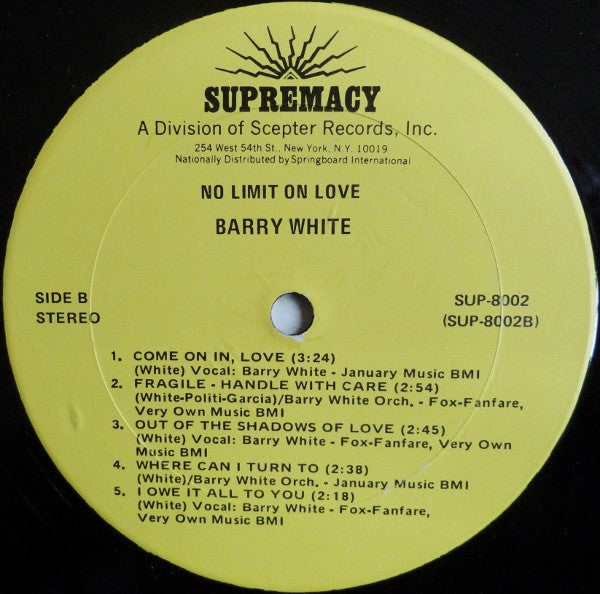 SUPREMACY
A Division of Scepter Records, Inc.
254 West 54th St., New York, N.Y. 10019
Nationally Distributed by Springboard International
NO LIMIT ON LOVE
BARRY WHITE
SIDE B
STEREO
SUP-8002
(SUP-8002B)
1. COME ON IN, LOVE (3:24)
(White) Vocal: Barry White - January Music BMI
2. FRAGILE - HANDLE WITH CARE (2:54)
(White-Politi-Garcia)/Barry White Orch. - Fox-Fanfare,
Very Own Music BMI
3. OUT OF THE SHADOWS OF LOVE (2:45)
(White) Vocal: Barry White - Fox-Fanfare, Very Own
Music BMI
4. WHERE CAN I TURN TO (2:38)
(White)/Barry White Orch. - January Music BMI
5. I OWE IT ALL TO YOU (2:18)
(White) Vocal: Barry White - Fox-Fanfare,
Very Own Music BMI